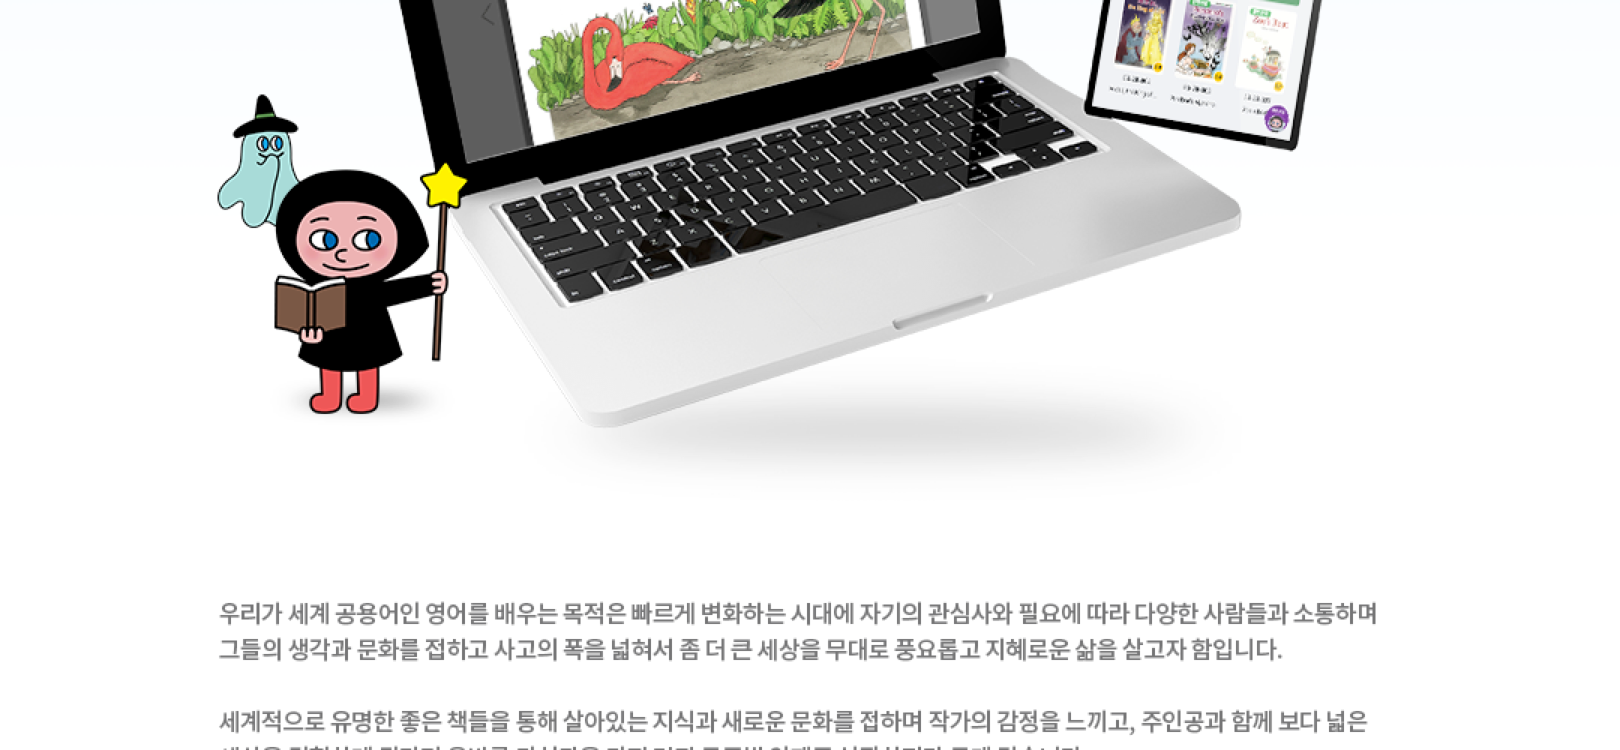 우리가 세계 공용어인 영어를 배우는 목적은 빠르게 변화하는 시대에 자기의 관심사와 필요에 따라 다양한 사람들과 소통하며
그들의 생각과 문화를 접하고 사고의 폭을 넓혀서 좀 더 큰 세상을 무대로 풍요롭고 지혜로운 삶을 살고자 함입니다.
세계적으로 유명한 좋은 책들을 통해 살아있는 지식과 새로운 문화를 접하며 작가의 감정을 느끼고, 주인공과 함께 보다 넓은